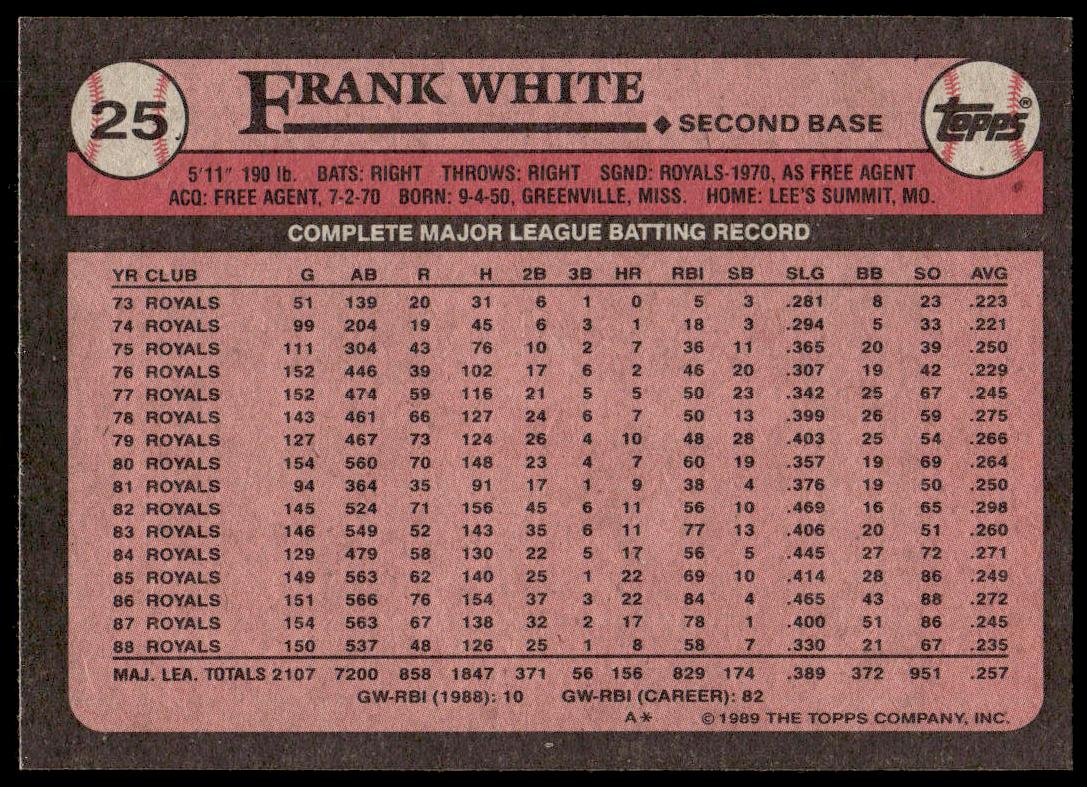 25
FRANK WHITE
◆ SECOND BASE
TOPPS®
5'11" 190 lb. BATS: RIGHT THROWS: RIGHT SGND: ROYALS-1970, AS FREE AGENT
ACQ: FREE AGENT, 7-2-70 BORN: 9-4-50, GREENVILLE, MISS. HOME: LEE'S SUMMIT, MO.
COMPLETE MAJOR LEAGUE BATTING RECORD
YR CLUB G AB R H 2B 3B HR RBI SB SLG BB SO AVG
73 ROYALS 51 139 20 31 6 1 0 5 3 .281 8 23 .223
74 ROYALS 99 204 19 45 6 3 1 18 3 .294 5 33 .221
75 ROYALS 111 304 43 76 10 2 7 36 11 .365 20 39 .250
76 ROYALS 152 446 39 102 17 6 2 46 20 .307 19 42 .229
77 ROYALS 152 474 59 116 21 5 5 50 23 .342 25 67 .245
78 ROYALS 143 461 66 127 24 6 7 50 13 .399 26 59 .275
79 ROYALS 127 467 73 124 26 4 10 48 28 .403 25 54 .266
80 ROYALS 154 560 70 148 23 4 7 60 19 .357 19 69 .264
81 ROYALS 94 364 35 91 17 1 9 38 4 .376 19 50 .250
82 ROYALS 145 524 71 156 45 6 11 56 10 .469 16 65 .298
83 ROYALS 146 549 52 143 35 6 11 77 13 .406 20 51 .260
84 ROYALS 129 479 58 130 22 5 17 56 5 .445 27 72 .271
85 ROYALS 149 563 62 140 25 1 22 69 10 .414 28 86 .249
86 ROYALS 151 566 76 154 37 3 22 84 4 .465 43 88 .272
87 ROYALS 154 563 67 138 32 2 17 78 1 .400 51 86 .245
88 ROYALS 150 537 48 126 25 1 8 58 7 .330 21 67 .235
MAJ. LEA. TOTALS 2107 7200 858 1847 371 56 156 829 174 .389 372 951 .257
GW-RBI (1988): 10 GW-RBI (CAREER): 82
A* ©1989 THE TOPPS COMPANY, INC.